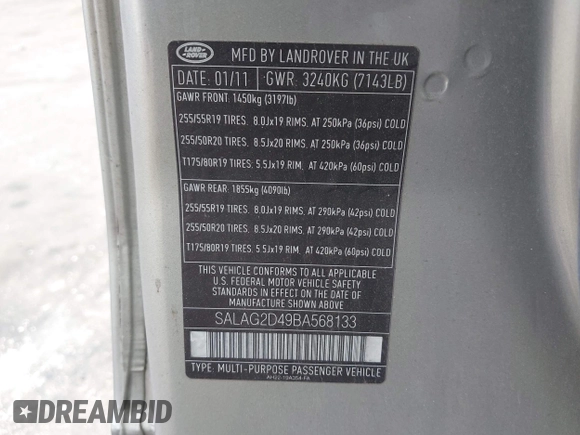 LAND
ROVER
MFD BY LANDROVER IN THE UK
DATE: 01/11 GWR: 3240KG (7143LB)
GAWR FRONT: 1450kg (3197lb)
255/55R19 TIRES. 8.0Jx19 RIMS. AT 250kPa (36psi) COLD
255/50R20 TIRES. 8.5Jx20 RIMS. AT 250kPa (36psi) COLD
T175/80R19 TIRES: 5.5Jx19 RIM. AT 420kPa (60psi) COLD
GAWR REAR: 1855kg (4090lb)
255/55R19 TIRES. 8.0Jx19 RIMS. AT 290kPa (42psi) COLD
255/50R20 TIRES. 8.5Jx20 RIMS. AT 290kPa (42psi) COLD
T175/80R19 TIRES: 5.5Jx19 RIM. AT 420kPa (60psi) COLD
THIS VEHICLE CONFORMS TO ALL APPLICABLE
U.S. FEDERAL MOTOR VEHICLE SAFETY
STANDARDS IN EFFECT ON THE DATE OF
MANUFACTURE SHOWN ABOVE
SALAG2D49BA568133
TYPE: MULTI-PURPOSE PASSENGER VEHICLE
DREAMBID